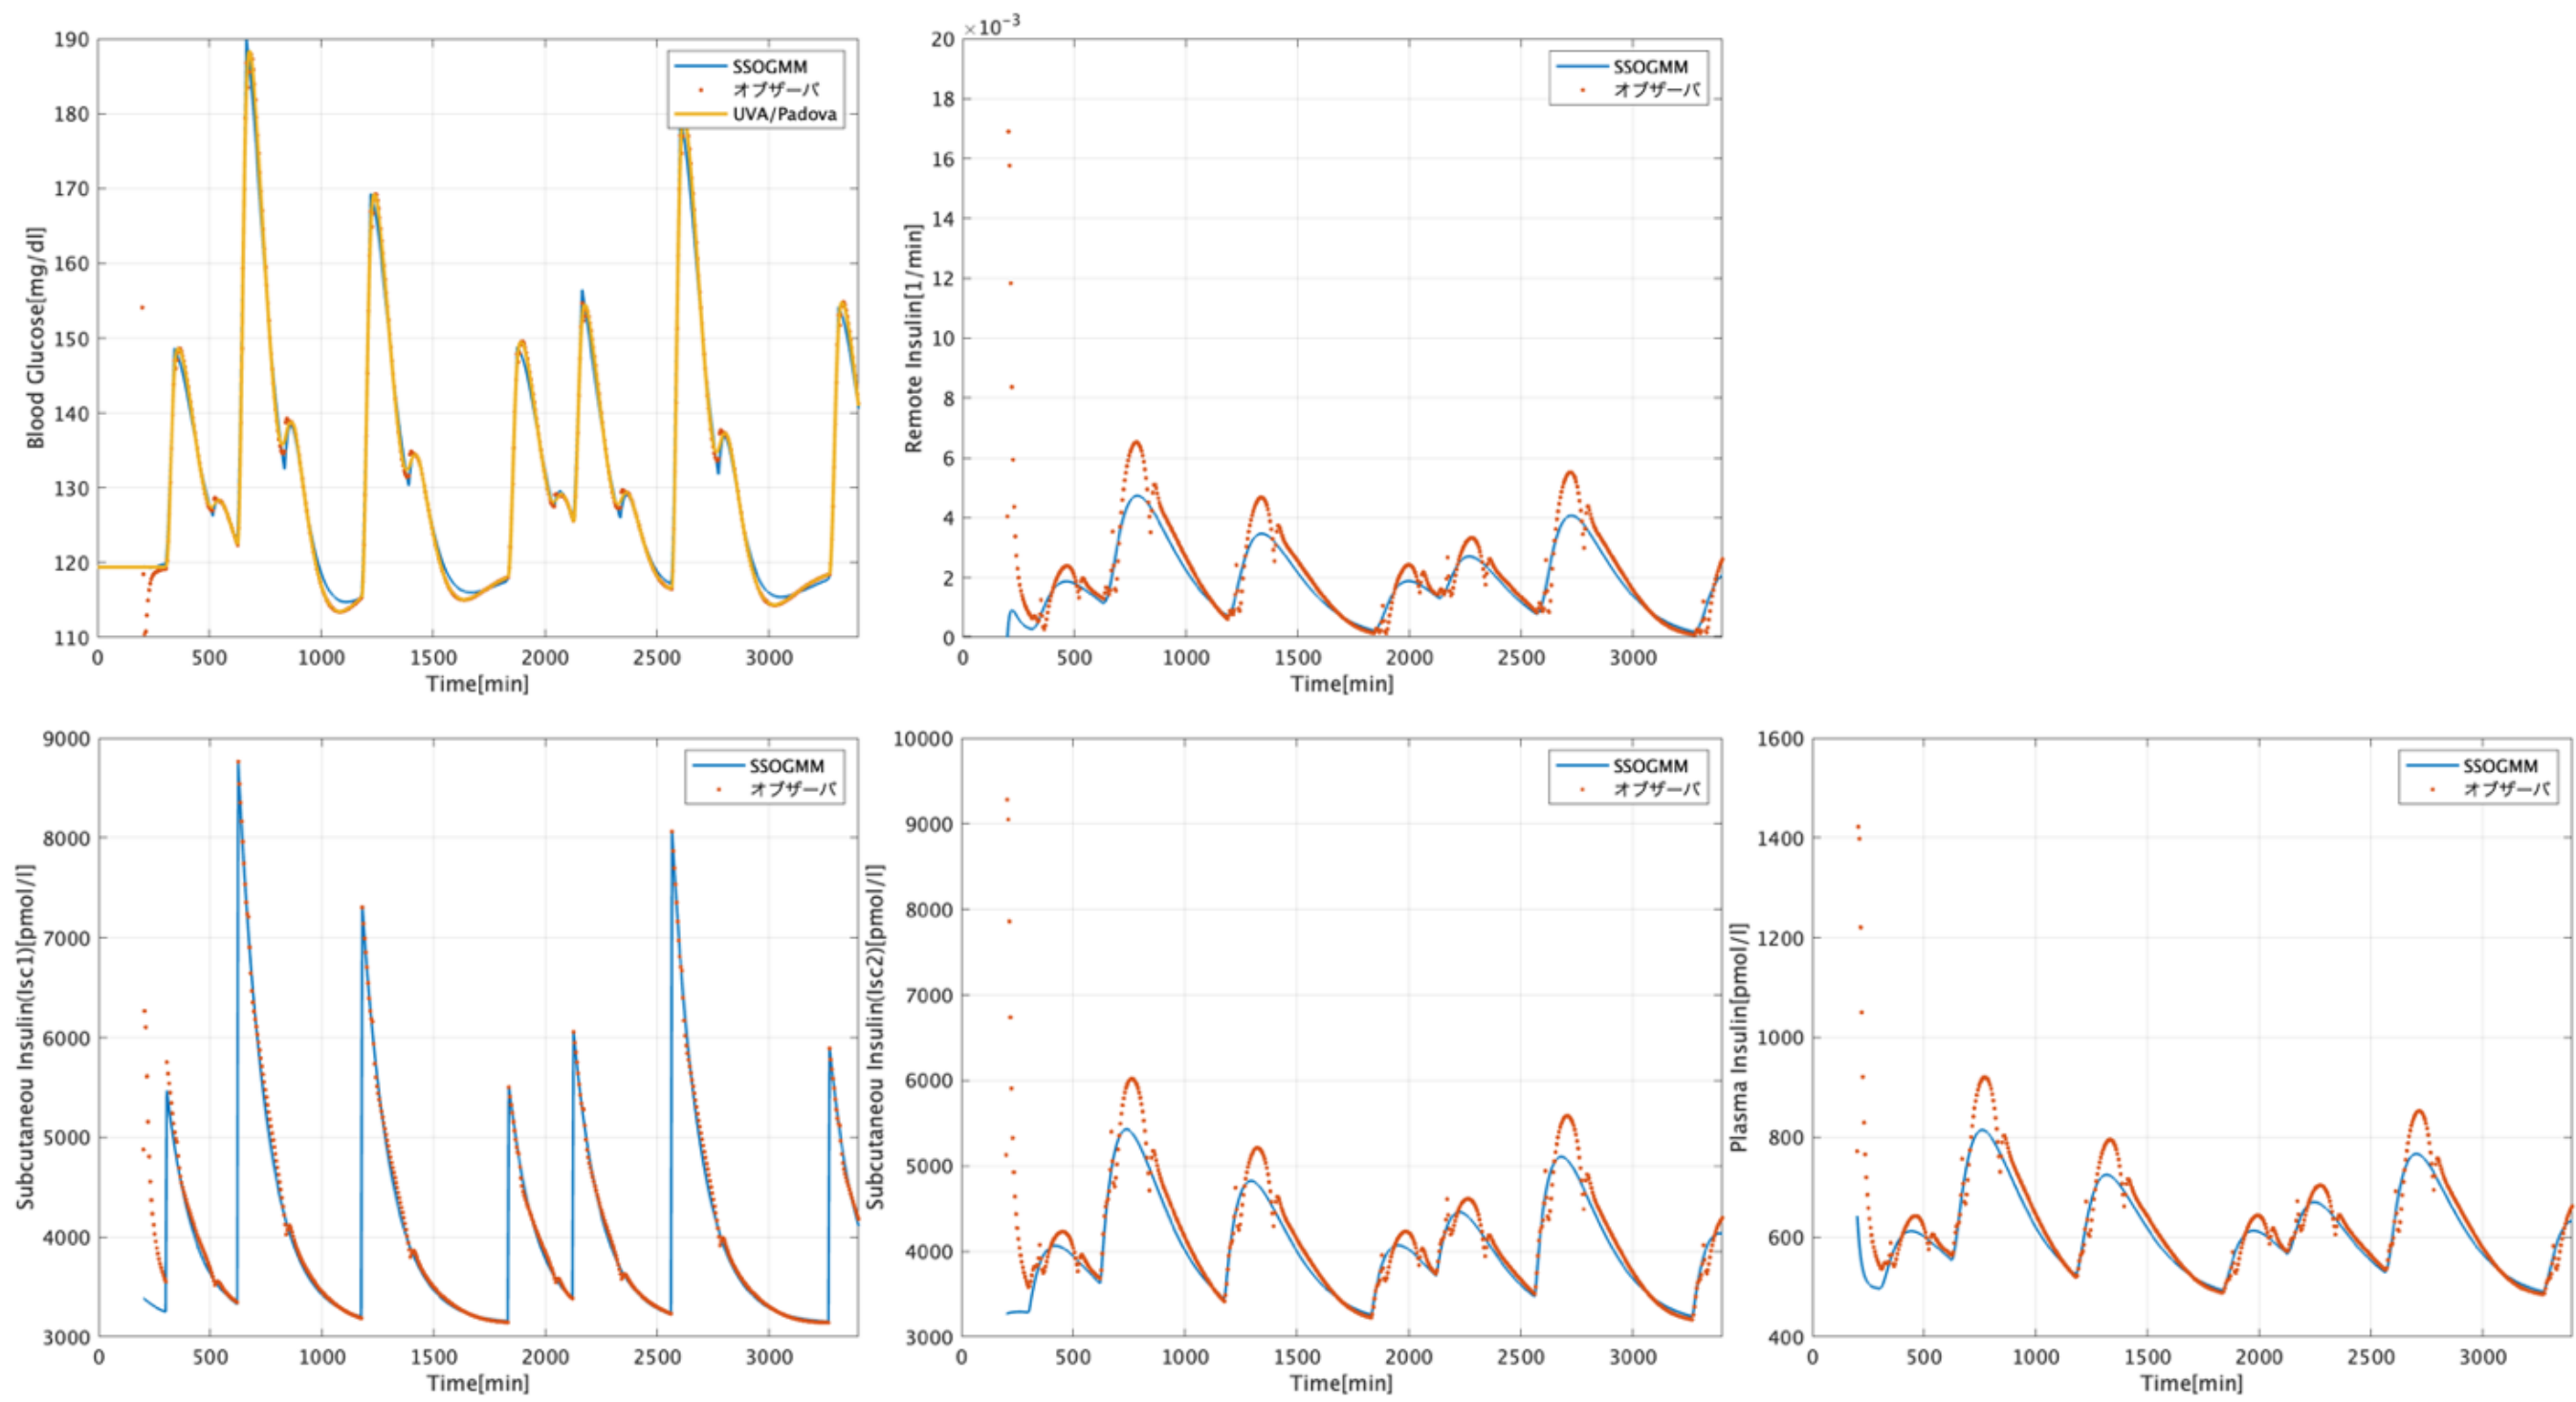 SSOGMM
オブザーバ
UVA/Padova
190
180
170
160
150
140
130
120
110
Blood Glucose[mg/dl]
0 500 1000 1500 2000 2500 3000
Time[min]
×10⁻³
SSOGMM
オブザーバ
20
18
16
14
12
10
8
6
4
2
0
Remote Insulin[1/min]
0 500 1000 1500 2000 2500 3000
Time[min]
SSOGMM
オブザーバ
9000
8000
7000
6000
5000
4000
3000
Subcutaneou Insulin(Isc1)[pmol/l]
0 500 1000 1500 2000 2500 3000
Time[min]
SSOGMM
オブザーバ
10000
9000
8000
7000
6000
5000
4000
3000
Subcutaneou Insulin(Isc2)[pmol/l]
0 500 1000 1500 2000 2500 3000
Time[min]
SSOGMM
オブザーバ
1600
1400
1200
1000
800
600
400
Plasma Insulin[pmol/l]
0 500 1000 1500 2000 2500 3000
Time[min]